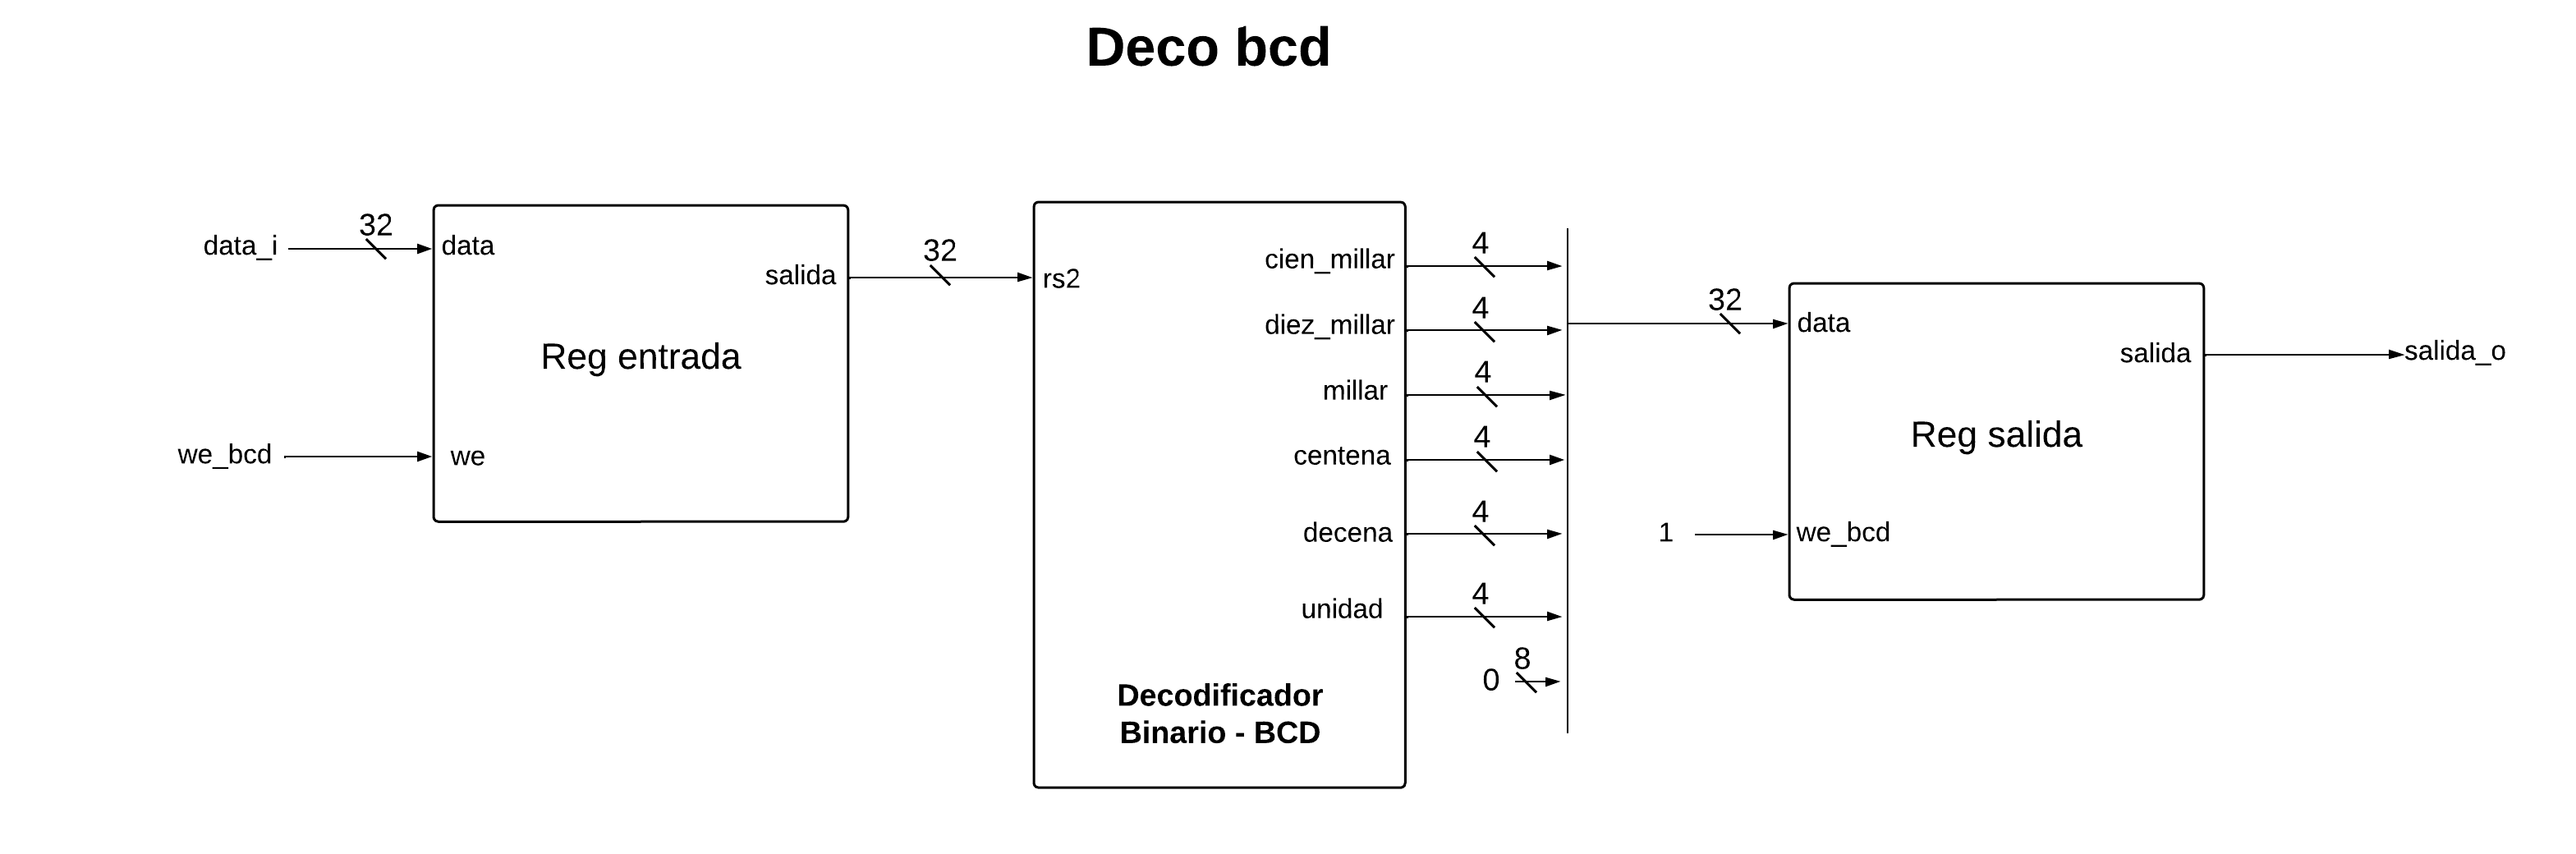 Deco bcd
data_i
32
data
salida
Reg entrada
we_bcd
we
32
rs2
cien_millar
4
diez_millar
4
millar
4
centena
4
decena
4
unidad
4
0
8
Decodificador
Binario - BCD
32
data
salida
salida_o
Reg salida
1
we_bcd